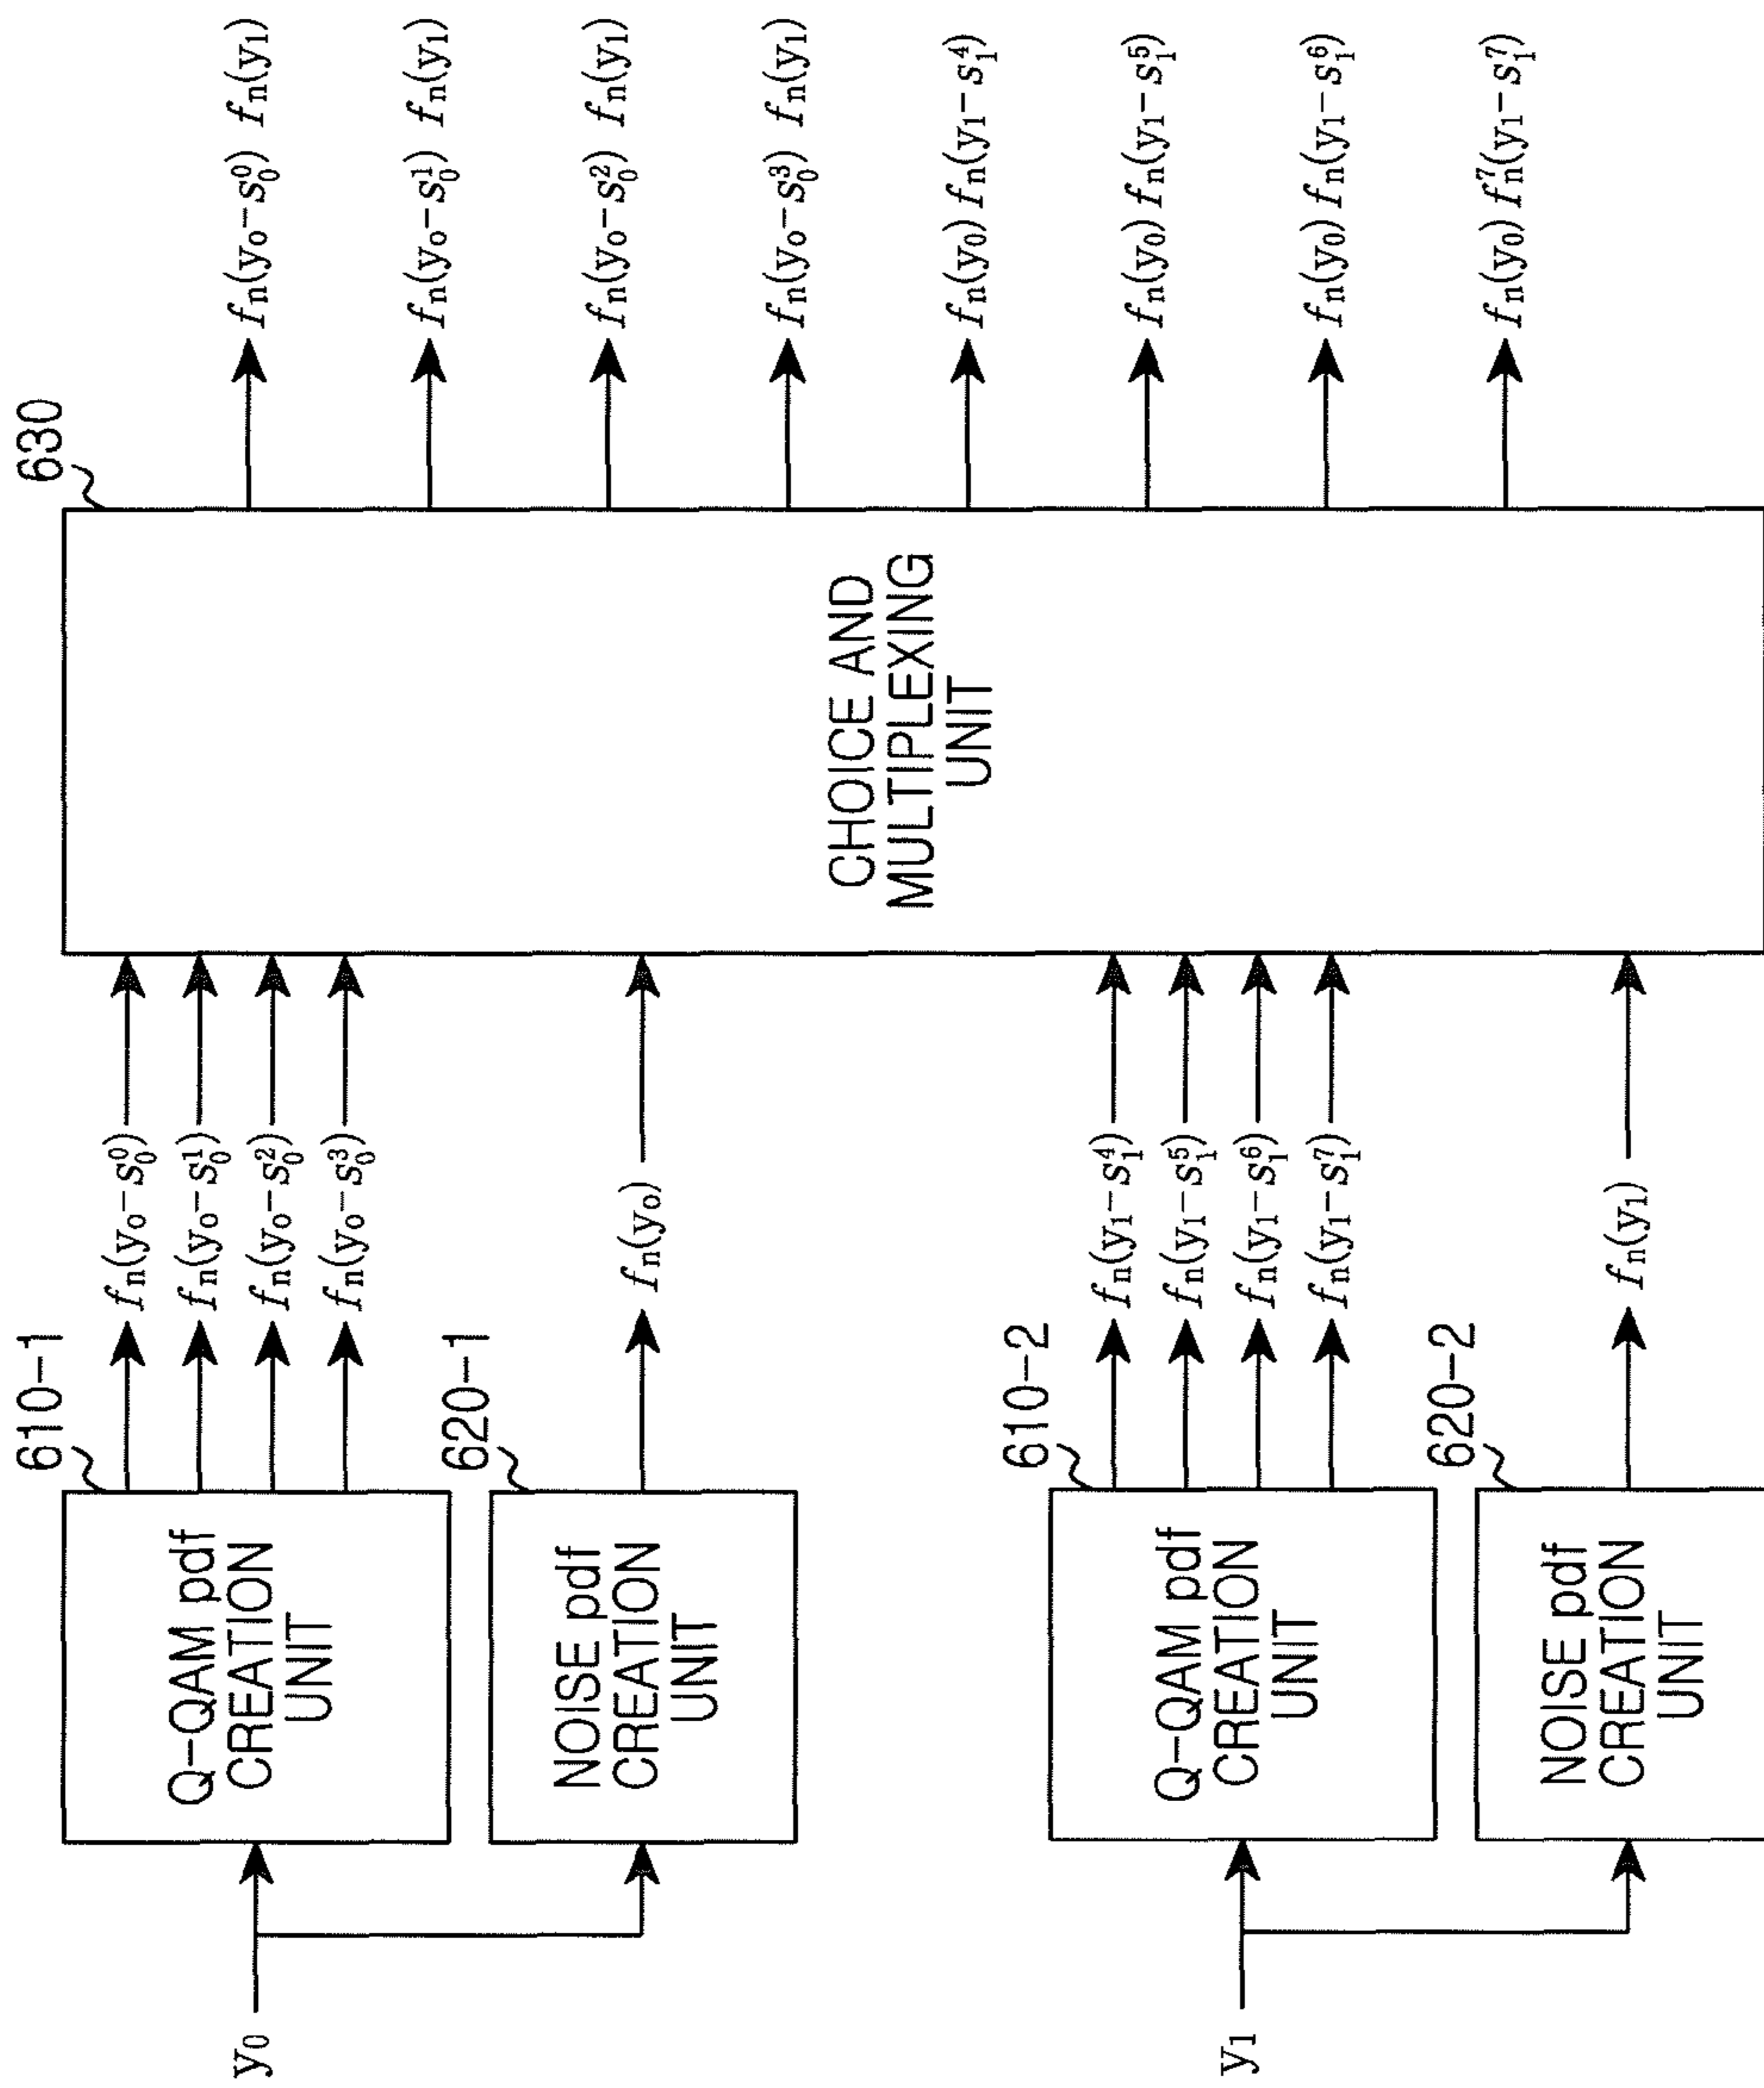 y₀
610-1
Q-QAM pdf
CREATION
UNIT
fₙ(y₀-s₀⁰)
fₙ(y₀-s₀¹)
fₙ(y₀-s₀²)
fₙ(y₀-s₀³)
620-1
NOISE pdf
CREATION
UNIT
fₙ(y₀)
y₁
610-2
Q-QAM pdf
CREATION
UNIT
fₙ(y₁-s₁⁴)
fₙ(y₁-s₁⁵)
fₙ(y₁-s₁⁶)
fₙ(y₁-s₁⁷)
620-2
NOISE pdf
CREATION
UNIT
fₙ(y₁)
630
CHOICE AND
MULTIPLEXING
UNIT
fₙ(y₀-s₀⁰) fₙ(y₁)
fₙ(y₀-s₀¹) fₙ(y₁)
fₙ(y₀-s₀²) fₙ(y₁)
fₙ(y₀-s₀³) fₙ(y₁)
fₙ(y₀) fₙ(y₁-s₁⁴)
fₙ(y₀) fₙ(y₁-s₁⁵)
fₙ(y₀) fₙ(y₁-s₁�6)
fₙ(y₀) fₙ⁷(y₁-s₁⁷)